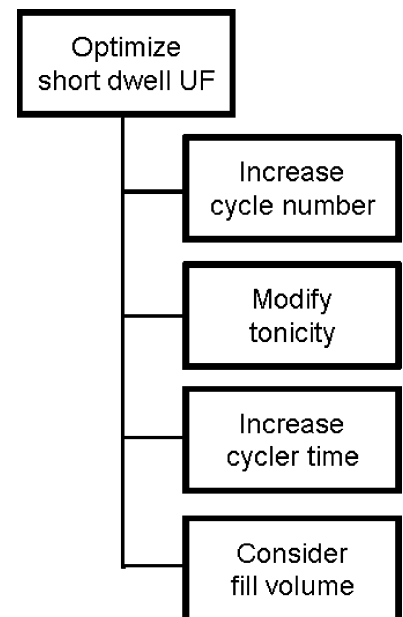 Optimize
short dwell UF
Increase
cycle number
Modify
tonicity
Increase
cycler time
Consider
fill volume